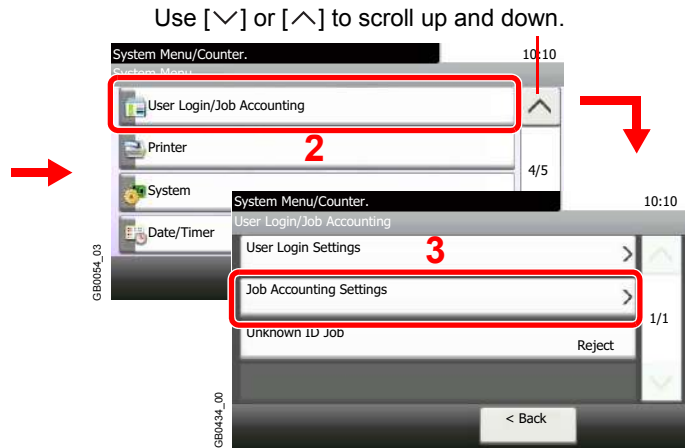 Use [∨] or [∧] to scroll up and down.
System Menu/Counter.
10:10
System Menu
User Login/Job Accounting
Printer
2
4/5
System
Date/Timer
GB0054_03
System Menu/Counter.
10:10
User Login/Job Accounting
User Login Settings
3
Job Accounting Settings
1/1
Unknown ID Job
Reject
< Back
GB0434_00